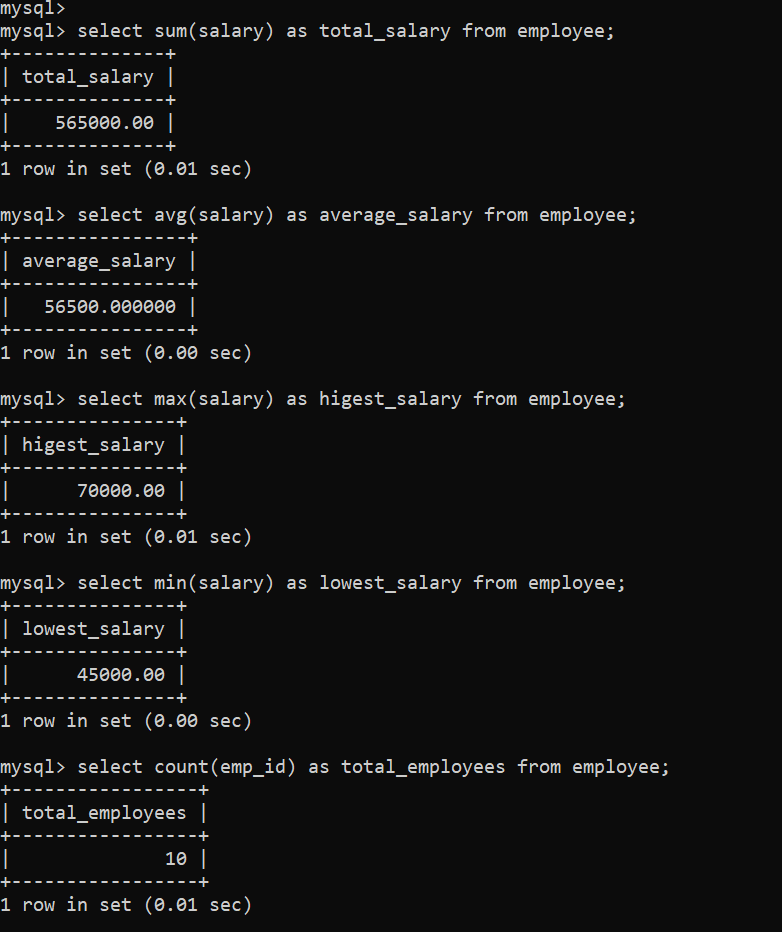 mysql>
mysql> select sum(salary) as total_salary from employee;
+--------------+
| total_salary |
+--------------+
|    565000.00 |
+--------------+
1 row in set (0.01 sec)

mysql> select avg(salary) as average_salary from employee;
+----------------+
| average_salary |
+----------------+
|   56500.000000 |
+----------------+
1 row in set (0.00 sec)

mysql> select max(salary) as higest_salary from employee;
+---------------+
| higest_salary |
+---------------+
|      70000.00 |
+---------------+
1 row in set (0.01 sec)

mysql> select min(salary) as lowest_salary from employee;
+---------------+
| lowest_salary |
+---------------+
|      45000.00 |
+---------------+
1 row in set (0.00 sec)

mysql> select count(emp_id) as total_employees from employee;
+-----------------+
| total_employees |
+-----------------+
|              10 |
+-----------------+
1 row in set (0.01 sec)